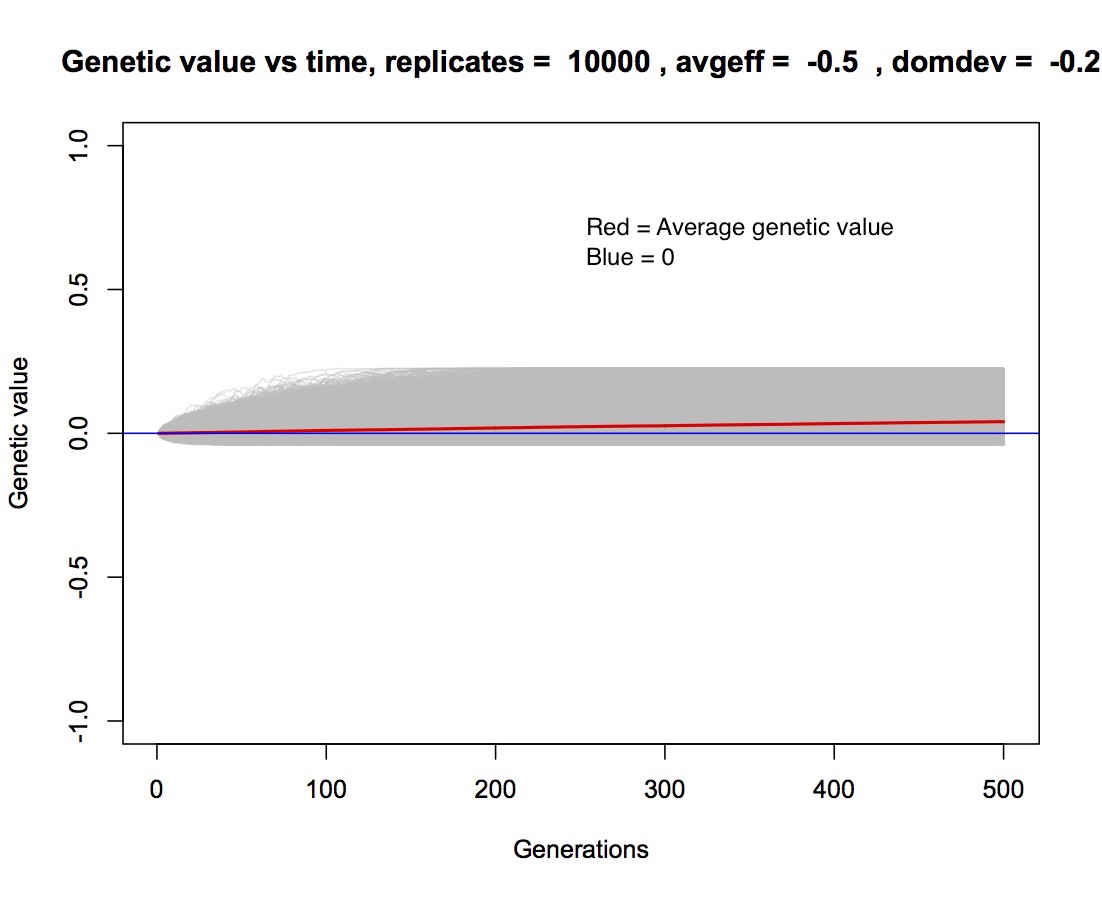 Genetic value vs time, replicates =  10000 , avgeff =  -0.5  , domdev =  -0.2
1.0
Red = Average genetic value
Blue = 0
0.5
Genetic value
0.0
-0.5
-1.0
0 100 200 300 400 500
Generations